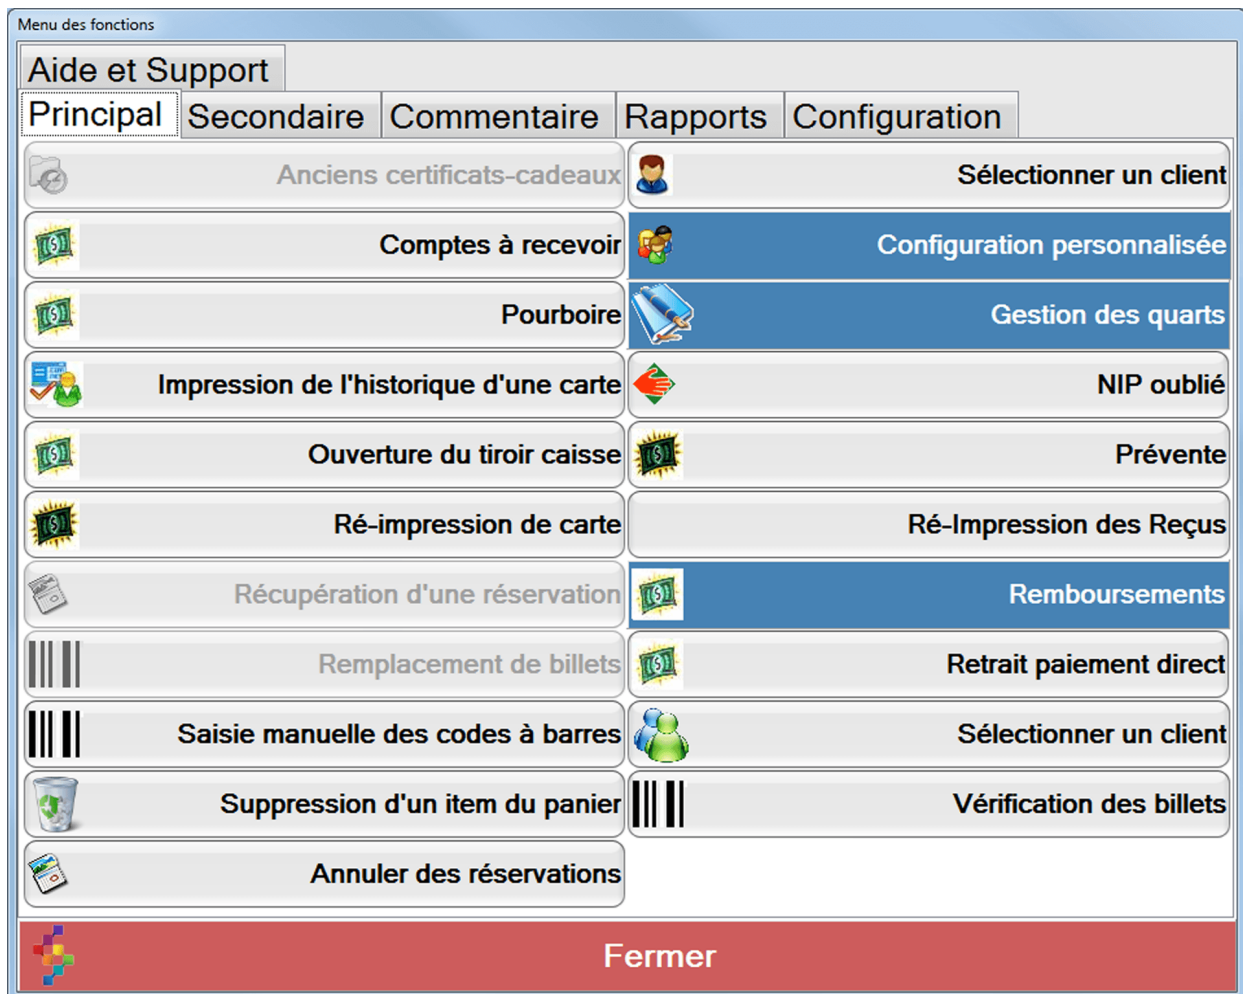 Menu des fonctions
Aide et Support
Principal Secondaire Commentaire Rapports Configuration
Anciens certificats-cadeaux Sélectionner un client
Comptes à recevoir Configuration personnalisée
Pourboire Gestion des quarts
Impression de l'historique d'une carte NIP oublié
Ouverture du tiroir caisse Prévente
Ré-impression de carte Ré-Impression des Reçus
Récupération d'une réservation Remboursements
Remplacement de billets Retrait paiement direct
Saisie manuelle des codes à barres Sélectionner un client
Suppression d'un item du panier Vérification des billets
Annuler des réservations
Fermer